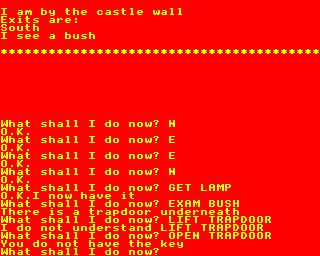 I am by the castle wall
Exits are:
South
I see a bush
****************************************
What shall I do now? N
O.K.
What shall I do now? E
O.K.
What shall I do now? E
O.K.
What shall I do now? N
O.K.
What shall I do now? GET LAMP
O.K.I now have it
What shall I do now? EXAM BUSH
There is a trapdoor underneath
What shall I do now? LIFT TRAPDOOR
I do not understand LIFT TRAPDOOR
What shall I do now? OPEN TRAPDOOR
You do not have the key
What shall I do now?